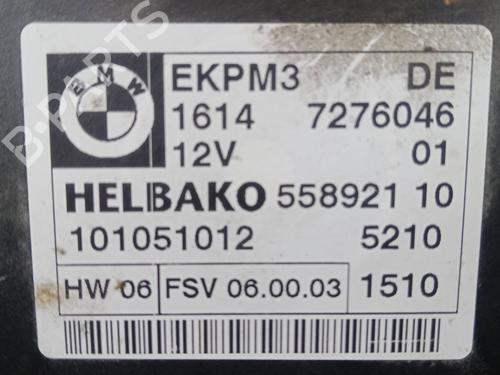 BMW
EKPM3 DE
1614 7276046
12V 01
HELBAKO 558921 10
101051012 5210
HW 06 FSV 06.00.03 1510
B-PARTS